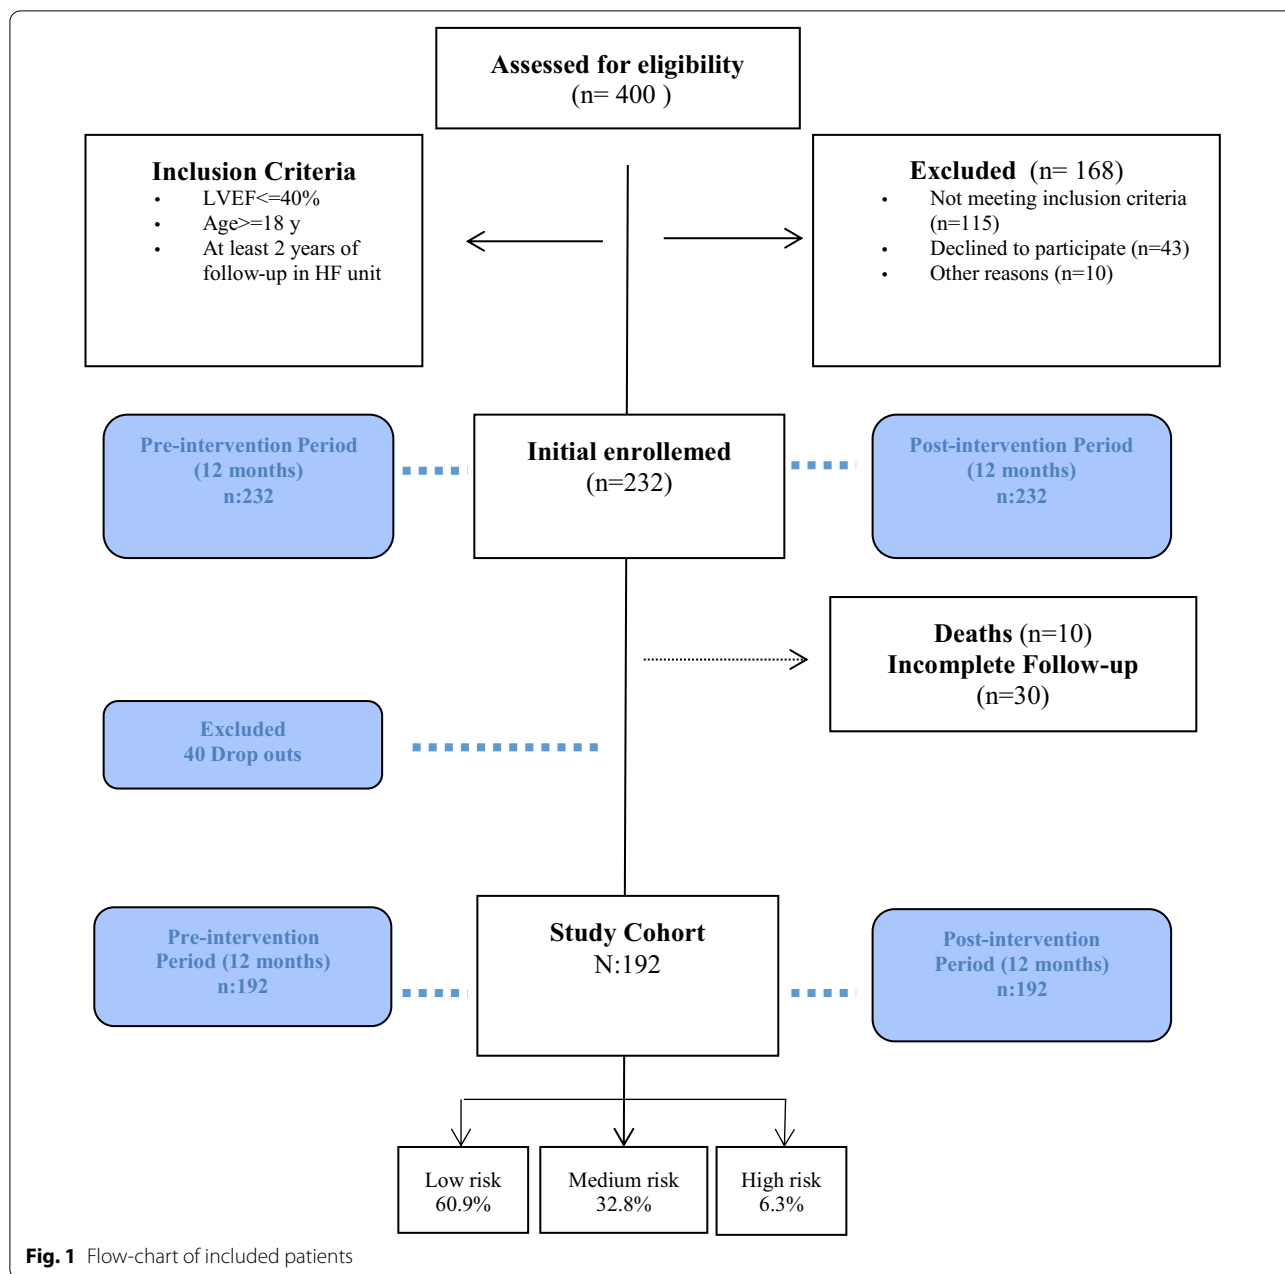 Assessed for eligibility
(n= 400 )
Inclusion Criteria
• LVEF<=40%
• Age>=18 y
• At least 2 years of
follow-up in HF unit
Excluded (n= 168)
• Not meeting inclusion criteria
(n=115)
• Declined to participate (n=43)
• Other reasons (n=10)
Pre-intervention Period
(12 months)
n:232
Initial enrollemed
(n=232)
Post-intervention Period
(12 months)
n:232
Deaths (n=10)
Incomplete Follow-up
(n=30)
Excluded
40 Drop outs
Pre-intervention
Period (12 months)
n:192
Study Cohort
N:192
Post-intervention
Period (12 months)
n:192
Low risk
60.9%
Medium risk
32.8%
High risk
6.3%
Fig. 1 Flow-chart of included patients